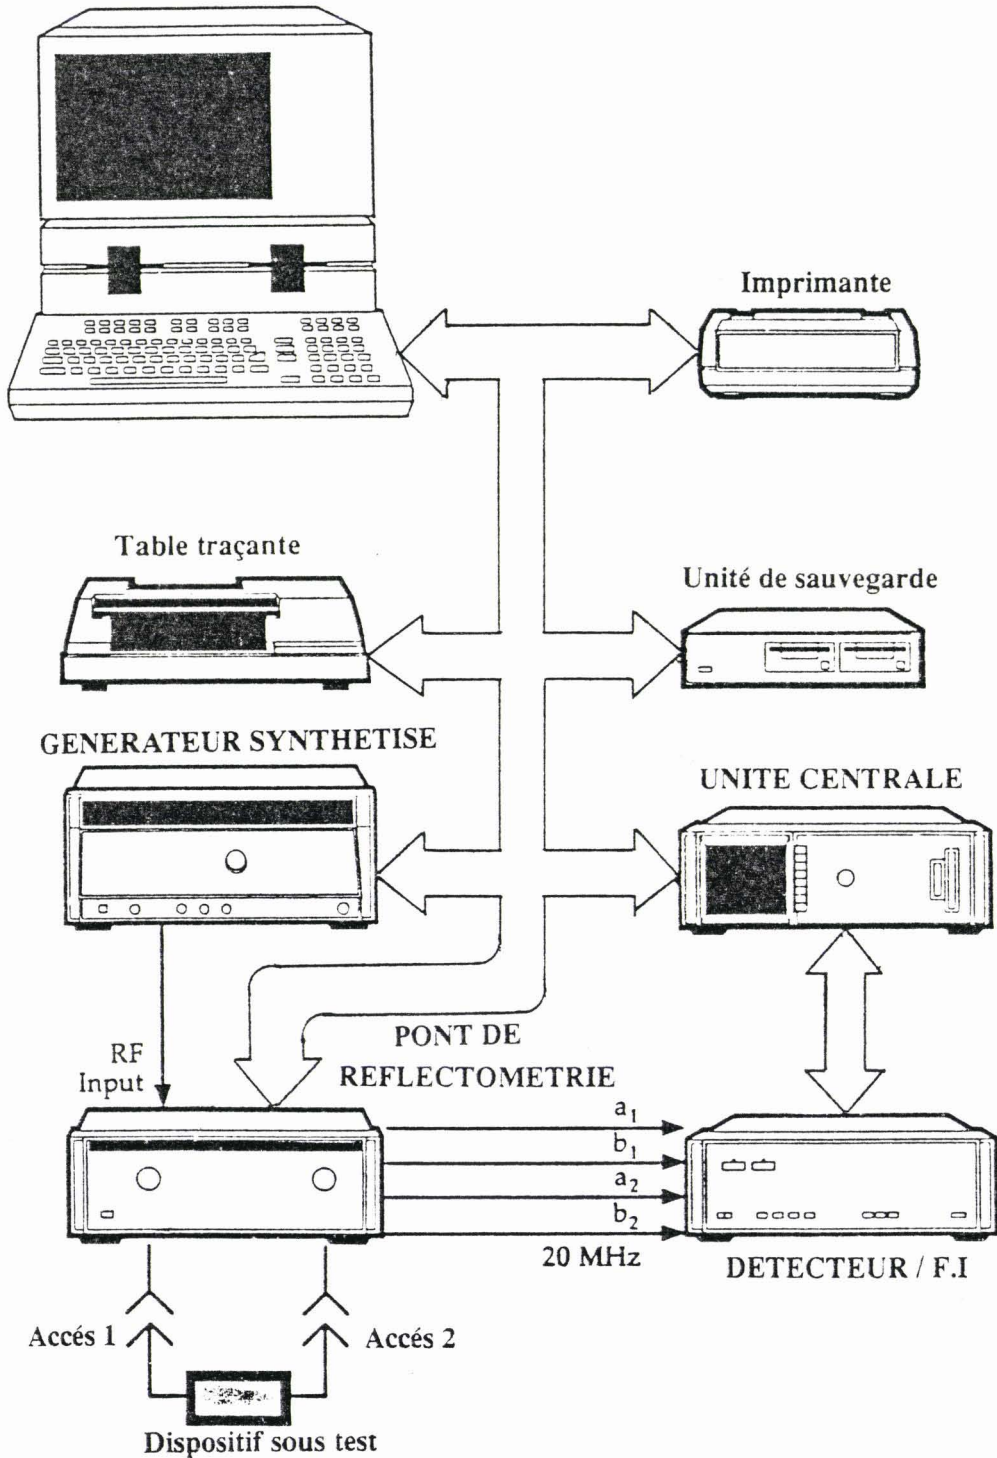 Imprimante
Table traçante
Unité de sauvegarde
GENERATEUR SYNTHETISE
UNITE CENTRALE
PONT DE
REFLECTOMETRIE
RF
Input
a1
b1
a2
b2
20 MHz
DETECTEUR / F.I
Accés 1
Accés 2
Dispositif sous test